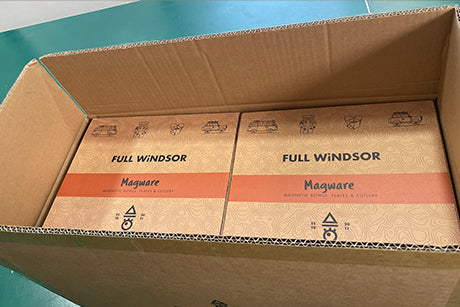 FULL WiNDSOR
Magware
MAGNETIC BOWLS, PLATES & CUTLERY
FULL WiNDSOR
Magware
MAGNETIC BOWLS, PLATES & CUTLERY